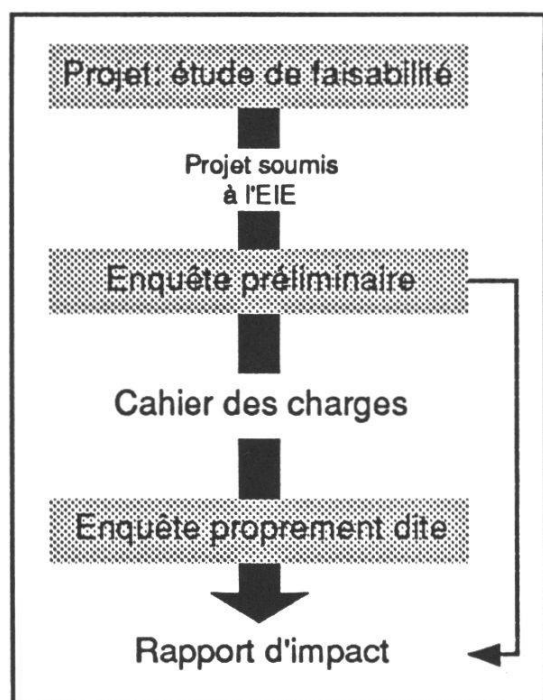 Projet: étude de faisabilité
Projet soumis
à l'EIE
Enquête préliminaire
Cahier des charges
Enquête proprement dite
Rapport d'impact